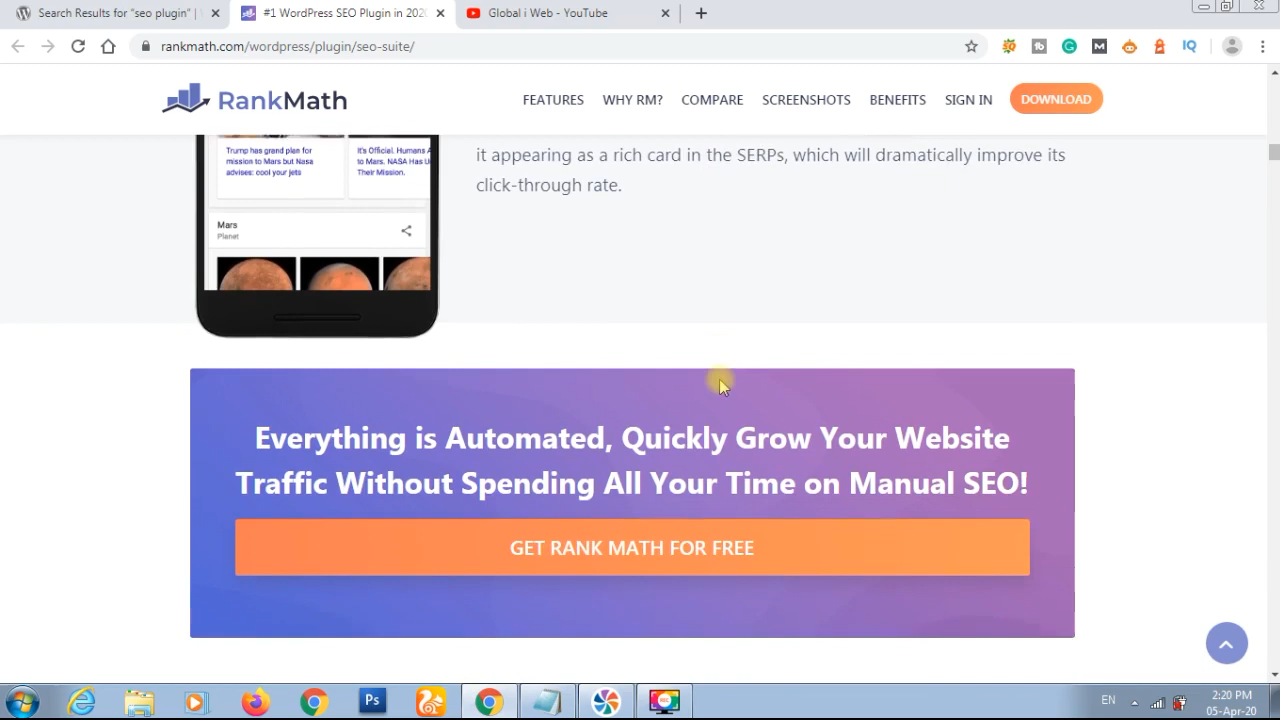 Search Results for “seo plugin” | W
#1 WordPress SEO Plugin in 2020
Global i Web - YouTube
rankmath.com/wordpress/plugin/seo-suite/
RankMath
FEATURES
WHY RM?
COMPARE
SCREENSHOTS
BENEFITS
SIGN IN
DOWNLOAD
Trump has grand plan for
mission to Mars but Nasa
advises: cool your jets
It's Official. Humans A
to Mars. NASA Has U
Their Mission.
Mars
Planet
it appearing as a rich card in the SERPs, which will dramatically improve its
click-through rate.
Everything is Automated, Quickly Grow Your Website
Traffic Without Spending All Your Time on Manual SEO!
GET RANK MATH FOR FREE
EN
2:20 PM
05-Apr-20
Ps
IQ